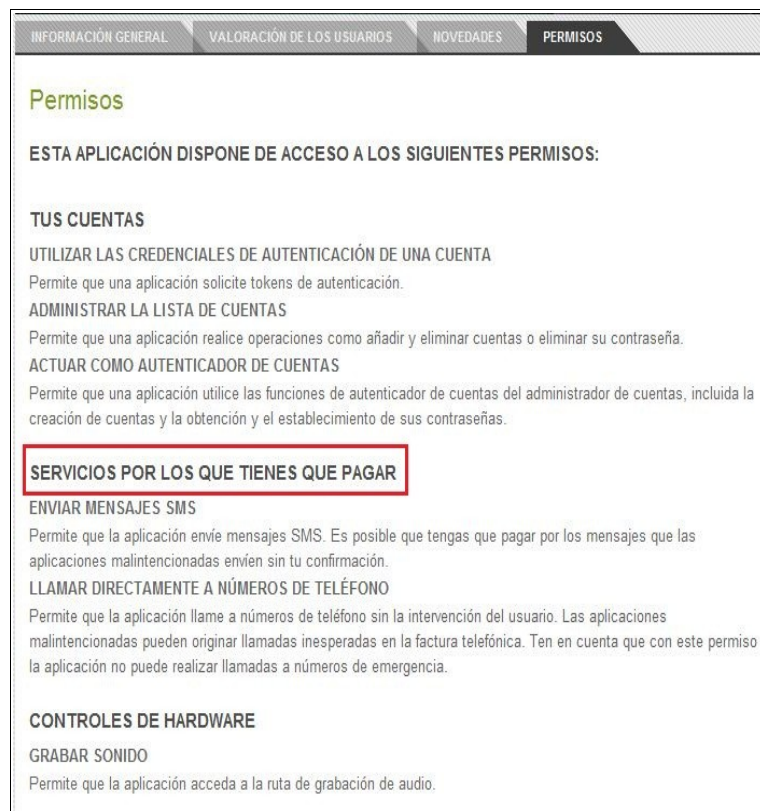 INFORMACIÓN GENERAL VALORACIÓN DE LOS USUARIOS NOVEDADES PERMISOS
Permisos
ESTA APLICACIÓN DISPONE DE ACCESO A LOS SIGUIENTES PERMISOS:
TUS CUENTAS
UTILIZAR LAS CREDENCIALES DE AUTENTICACIÓN DE UNA CUENTA
Permite que una aplicación solicite tokens de autenticación.
ADMINISTRAR LA LISTA DE CUENTAS
Permite que una aplicación realice operaciones como añadir y eliminar cuentas o eliminar su contraseña.
ACTUAR COMO AUTENTICADOR DE CUENTAS
Permite que una aplicación utilice las funciones de autenticador de cuentas del administrador de cuentas, incluida la
creación de cuentas y la obtención y el establecimiento de sus contraseñas.
SERVICIOS POR LOS QUE TIENES QUE PAGAR
ENVIAR MENSAJES SMS
Permite que la aplicación envíe mensajes SMS. Es posible que tengas que pagar por los mensajes que las
aplicaciones malintencionadas envíen sin tu confirmación.
LLAMAR DIRECTAMENTE A NÚMEROS DE TELÉFONO
Permite que la aplicación llame a números de teléfono sin la intervención del usuario. Las aplicaciones
malintencionadas pueden originar llamadas inesperadas en la factura telefónica. Ten en cuenta que con este permiso
la aplicación no puede realizar llamadas a números de emergencia.
CONTROLES DE HARDWARE
GRABAR SONIDO
Permite que la aplicación acceda a la ruta de grabación de audio.